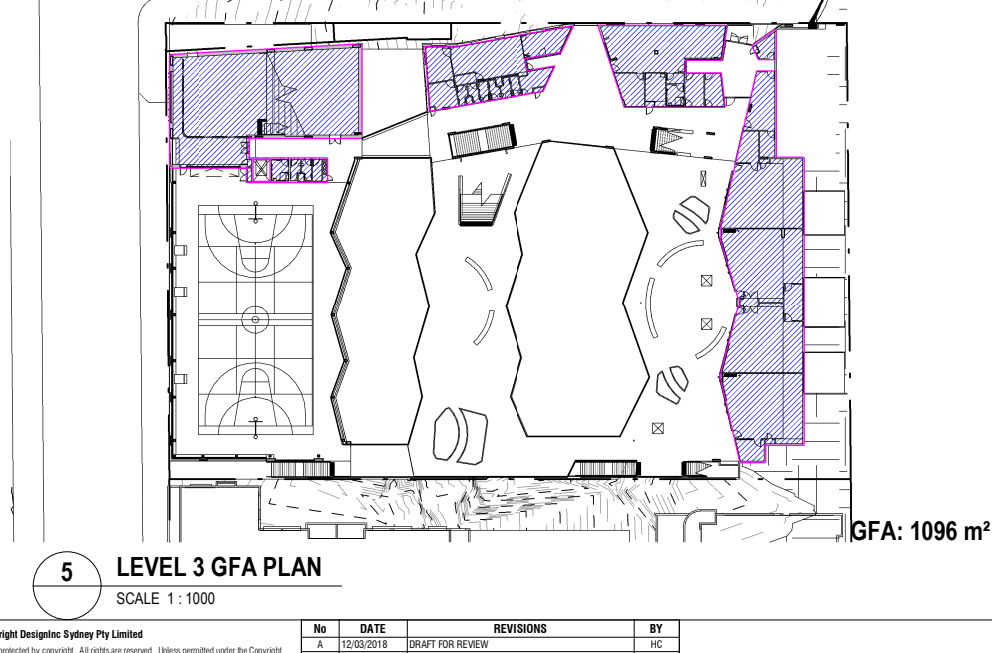 GFA: 1096 m²
5
LEVEL 3 GFA PLAN
SCALE 1 : 1000
right DesignInc Sydney Pty Limited
protected by copyright. All rights are reserved. Unless permitted under the Copyright
No DATE REVISIONS BY
A 12/03/2018 DRAFT FOR REVIEW HC